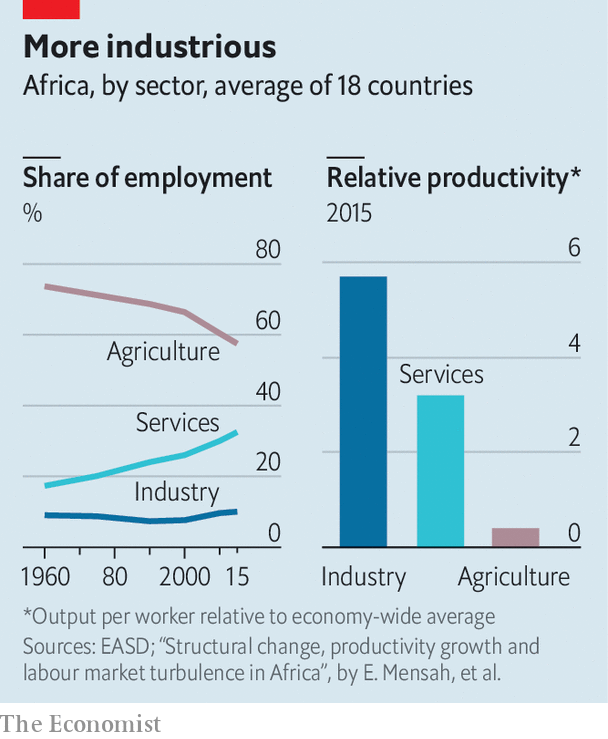 More industrious
Africa, by sector, average of 18 countries
Share of employment
%
80
60
Agriculture
40
Services
20
Industry
0
1960 80 2000 15
Relative productivity*
2015
6
4
Services
2
0
Industry Agriculture
*Output per worker relative to economy-wide average
Sources: EASD; “Structural change, productivity growth and
labour market turbulence in Africa”, by E. Mensah, et al.
The Economist